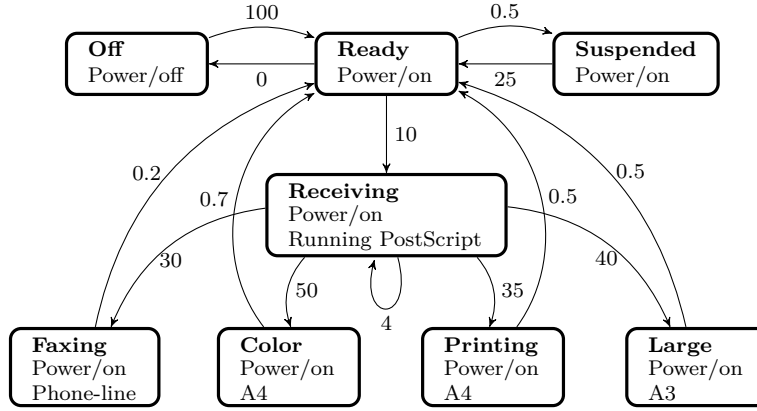 100
0.5
Off
Power/off
Ready
Power/on
Suspended
Power/on
0
25
10
0.2
0.7
0.5
0.5
Receiving
Power/on
Running PostScript
30
50
4
35
40
Faxing
Power/on
Phone-line
Color
Power/on
A4
Printing
Power/on
A4
Large
Power/on
A3